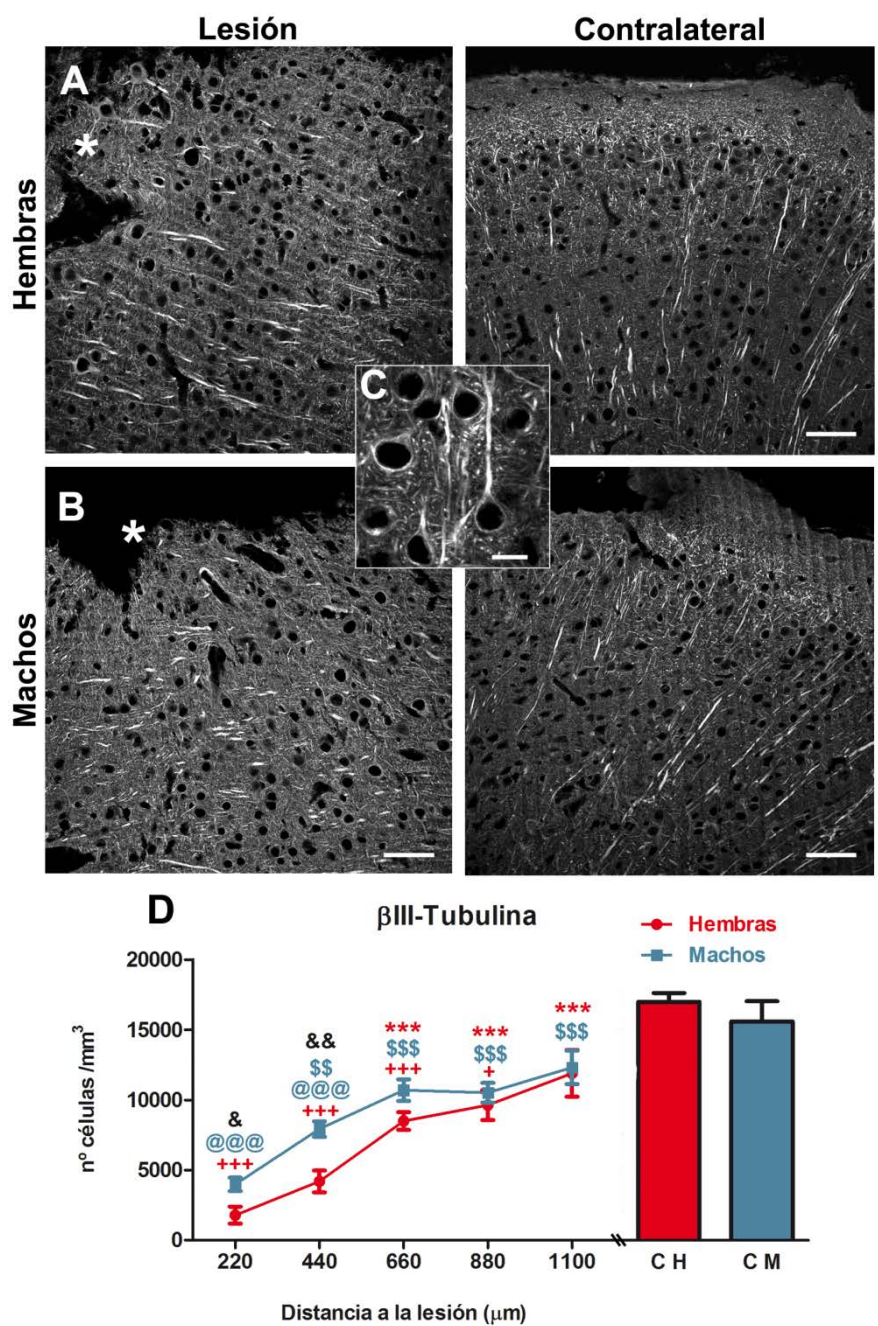 Lesión
Contralateral
Hembras
A
*
C
Machos
B
*
D
βIII-Tubulina
Hembras
Machos
nº células /mm³
20000
15000
10000
5000
0
&
@@@
+++
&&
$$
@@@
+++
***
$$$
+++
***
$$$
+
***
$$$
220
440
660
880
1100
C H
C M
Distancia a la lesión (μm)